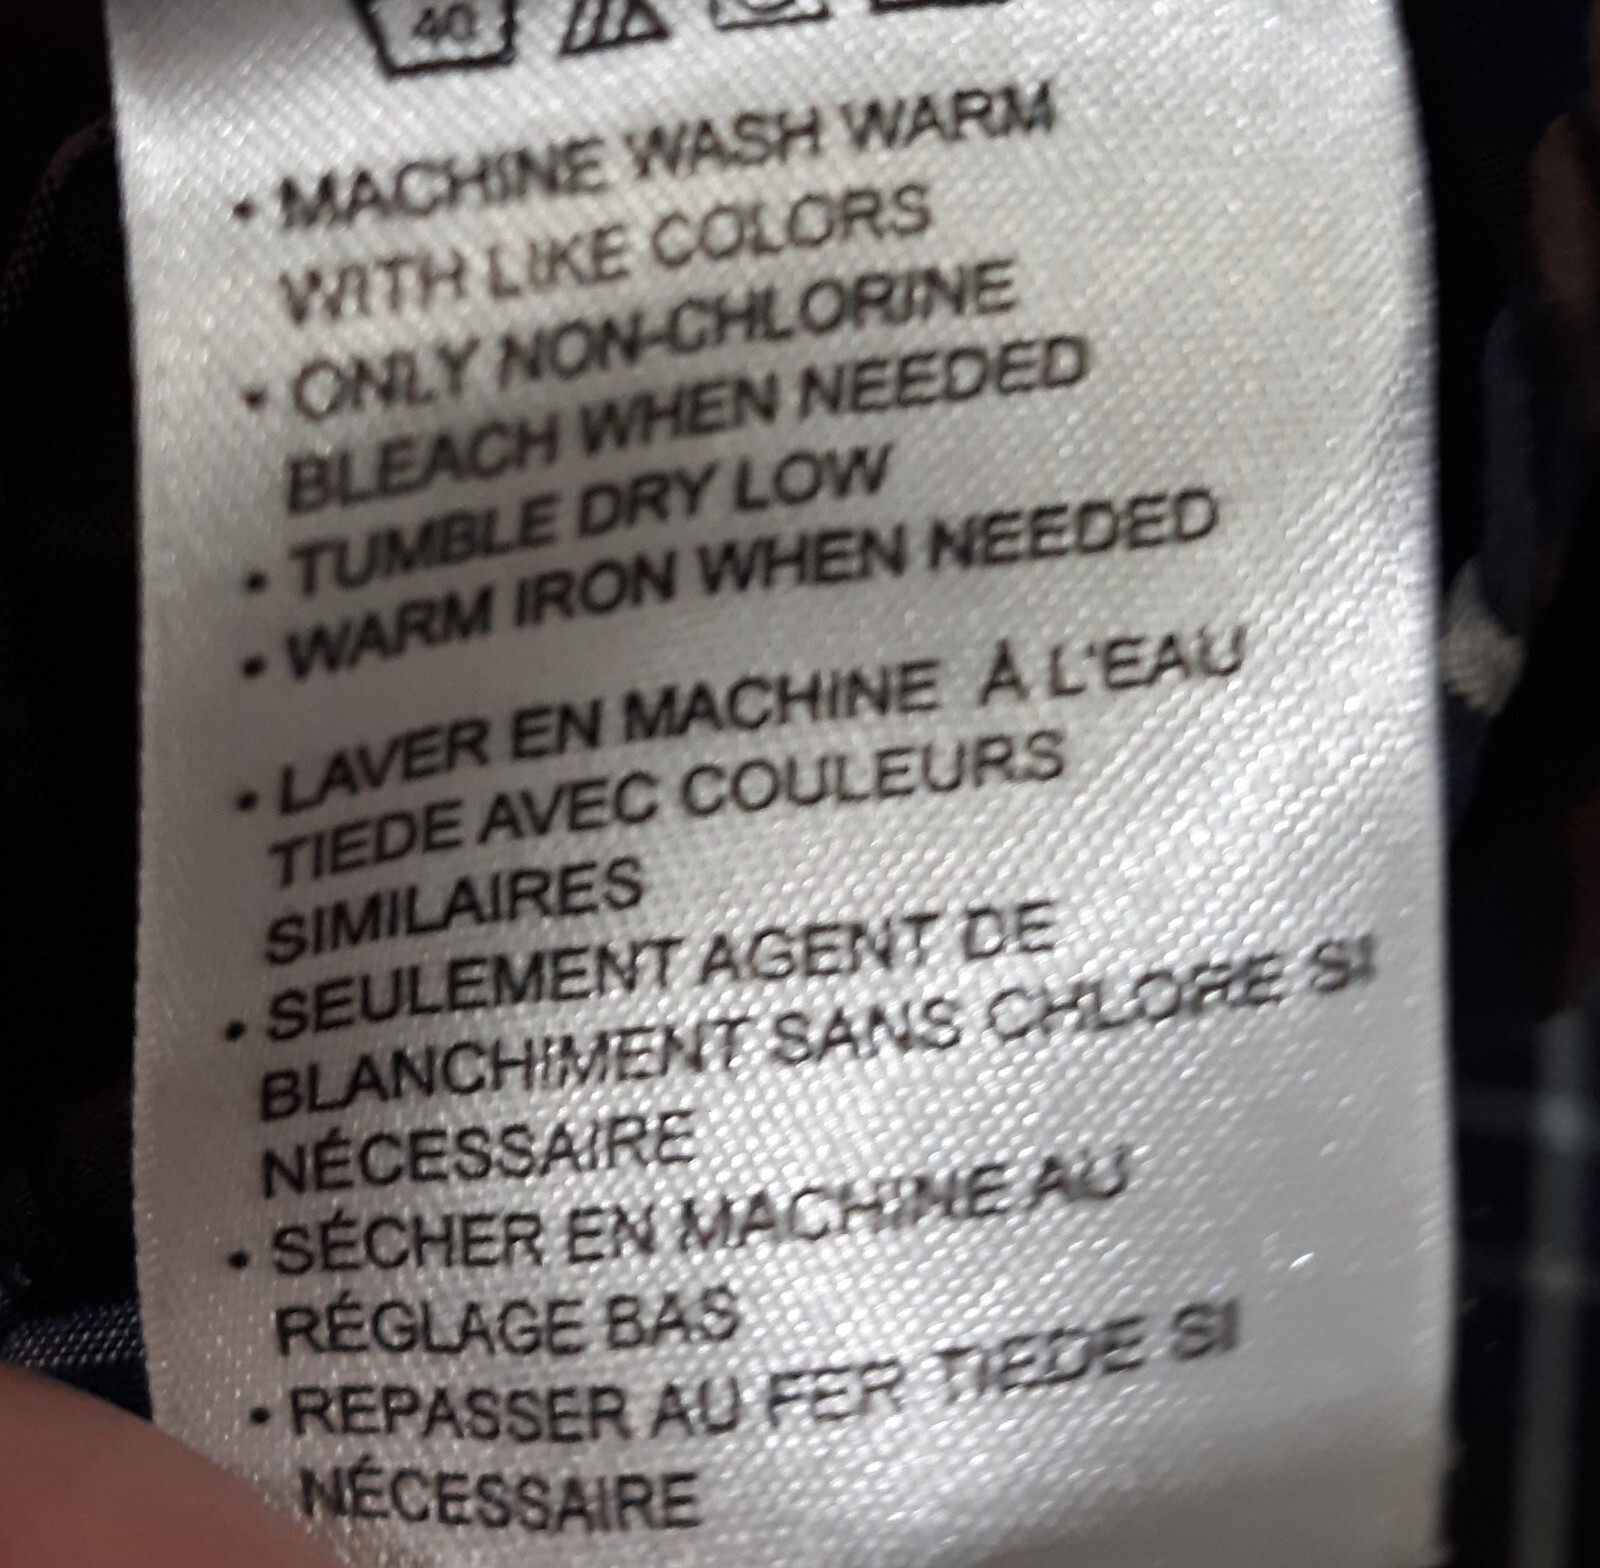 40
• MACHINE WASH WARM
WITH LIKE COLORS
• ONLY NON-CHLORINE
BLEACH WHEN NEEDED
• TUMBLE DRY LOW
• WARM IRON WHEN NEEDED
• LAVER EN MACHINE À L'EAU
TIEDE AVEC COULEURS
SIMILAIRES
• SEULEMENT AGENT DE
BLANCHIMENT SANS CHLORE SI
NÉCESSAIRE
• SÉCHER EN MACHINE AU
RÉGLAGE BAS
• REPASSER AU FER TIEDE SI
NÉCESSAIRE